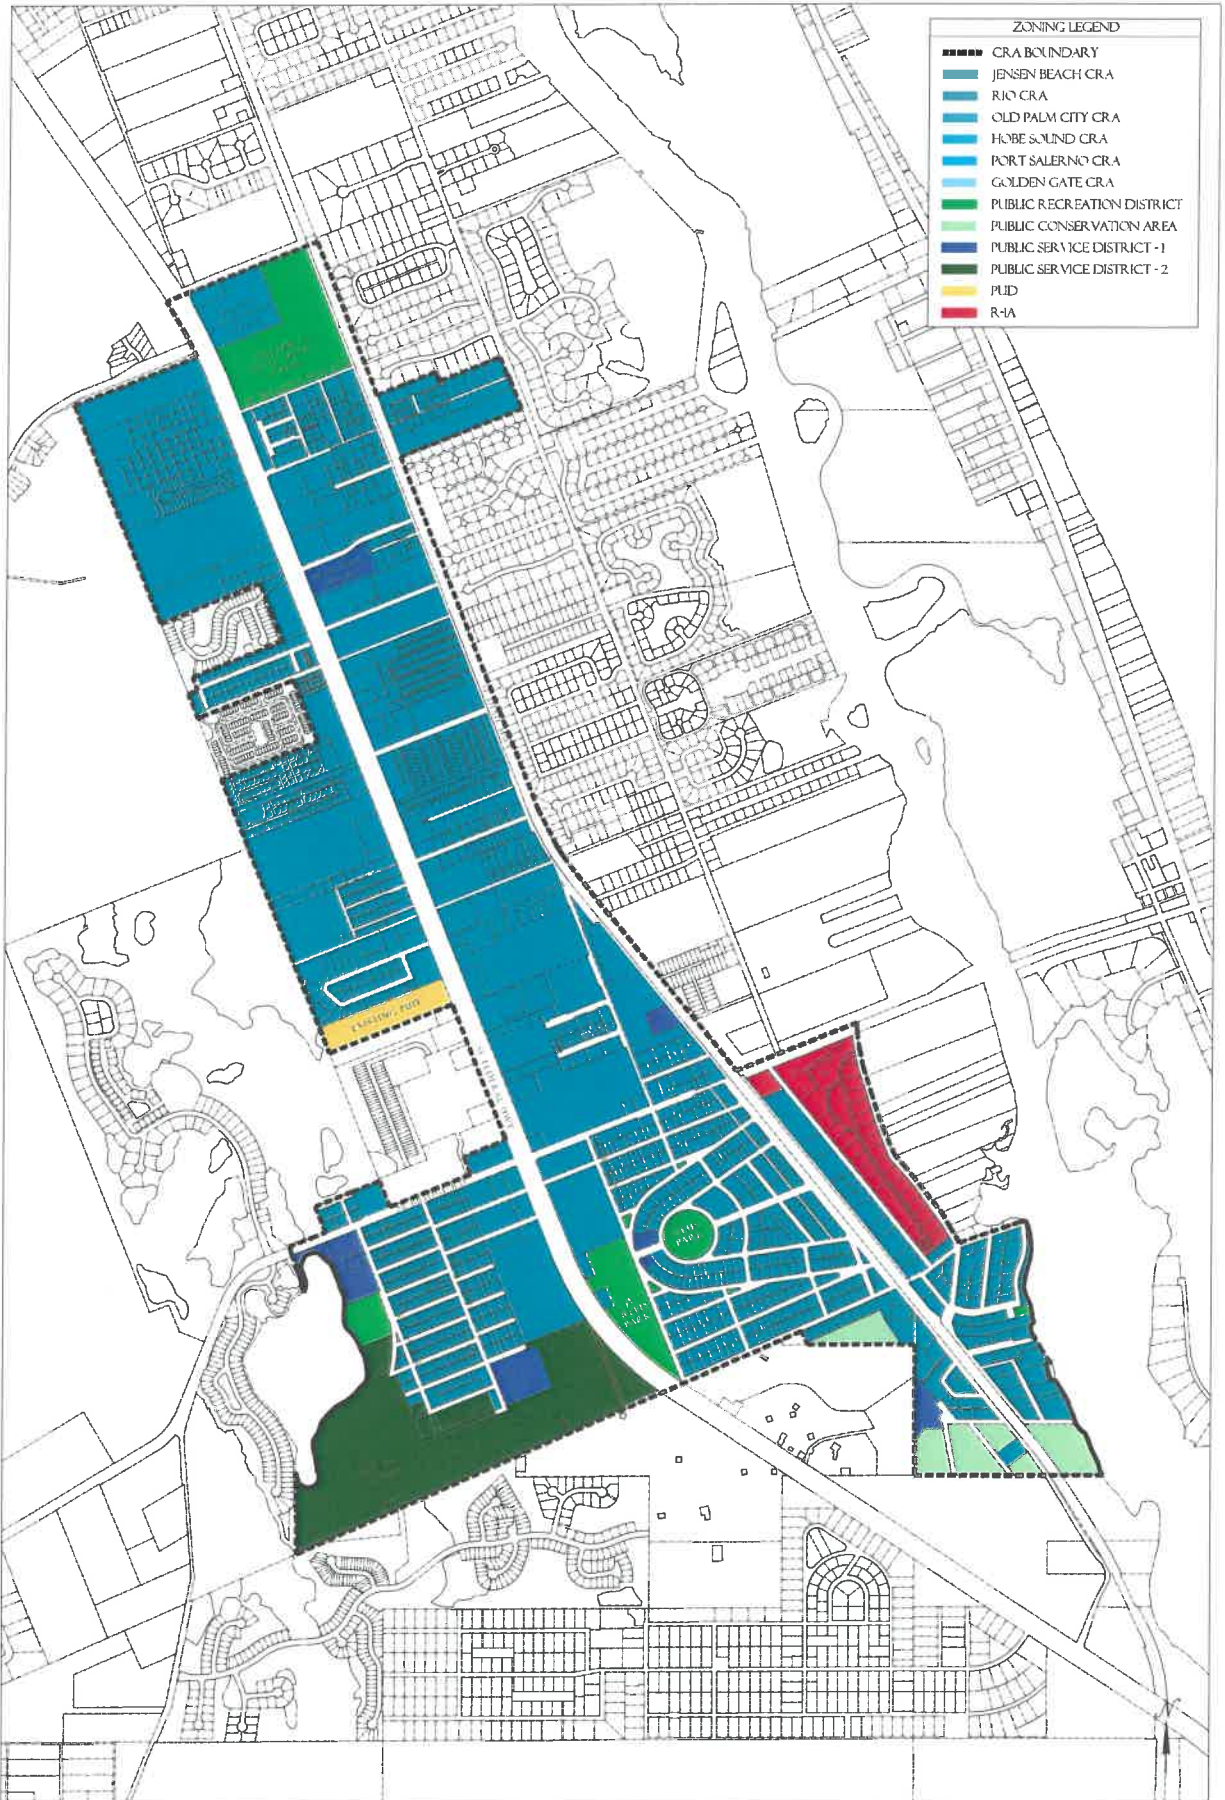 ZONING LEGEND
CRA BOUNDARY
JENSEN BEACH CRA
RIO CRA
OLD PALM CITY CRA
HOBE SOUND CRA
PORT SALERNO CRA
GOLDEN GATE CRA
PUBLIC RECREATION DISTRICT
PUBLIC CONSERVATION AREA
PUBLIC SERVICE DISTRICT - 1
PUBLIC SERVICE DISTRICT - 2
PUD
R-1A
EXISTING PUD
PARK
PARK